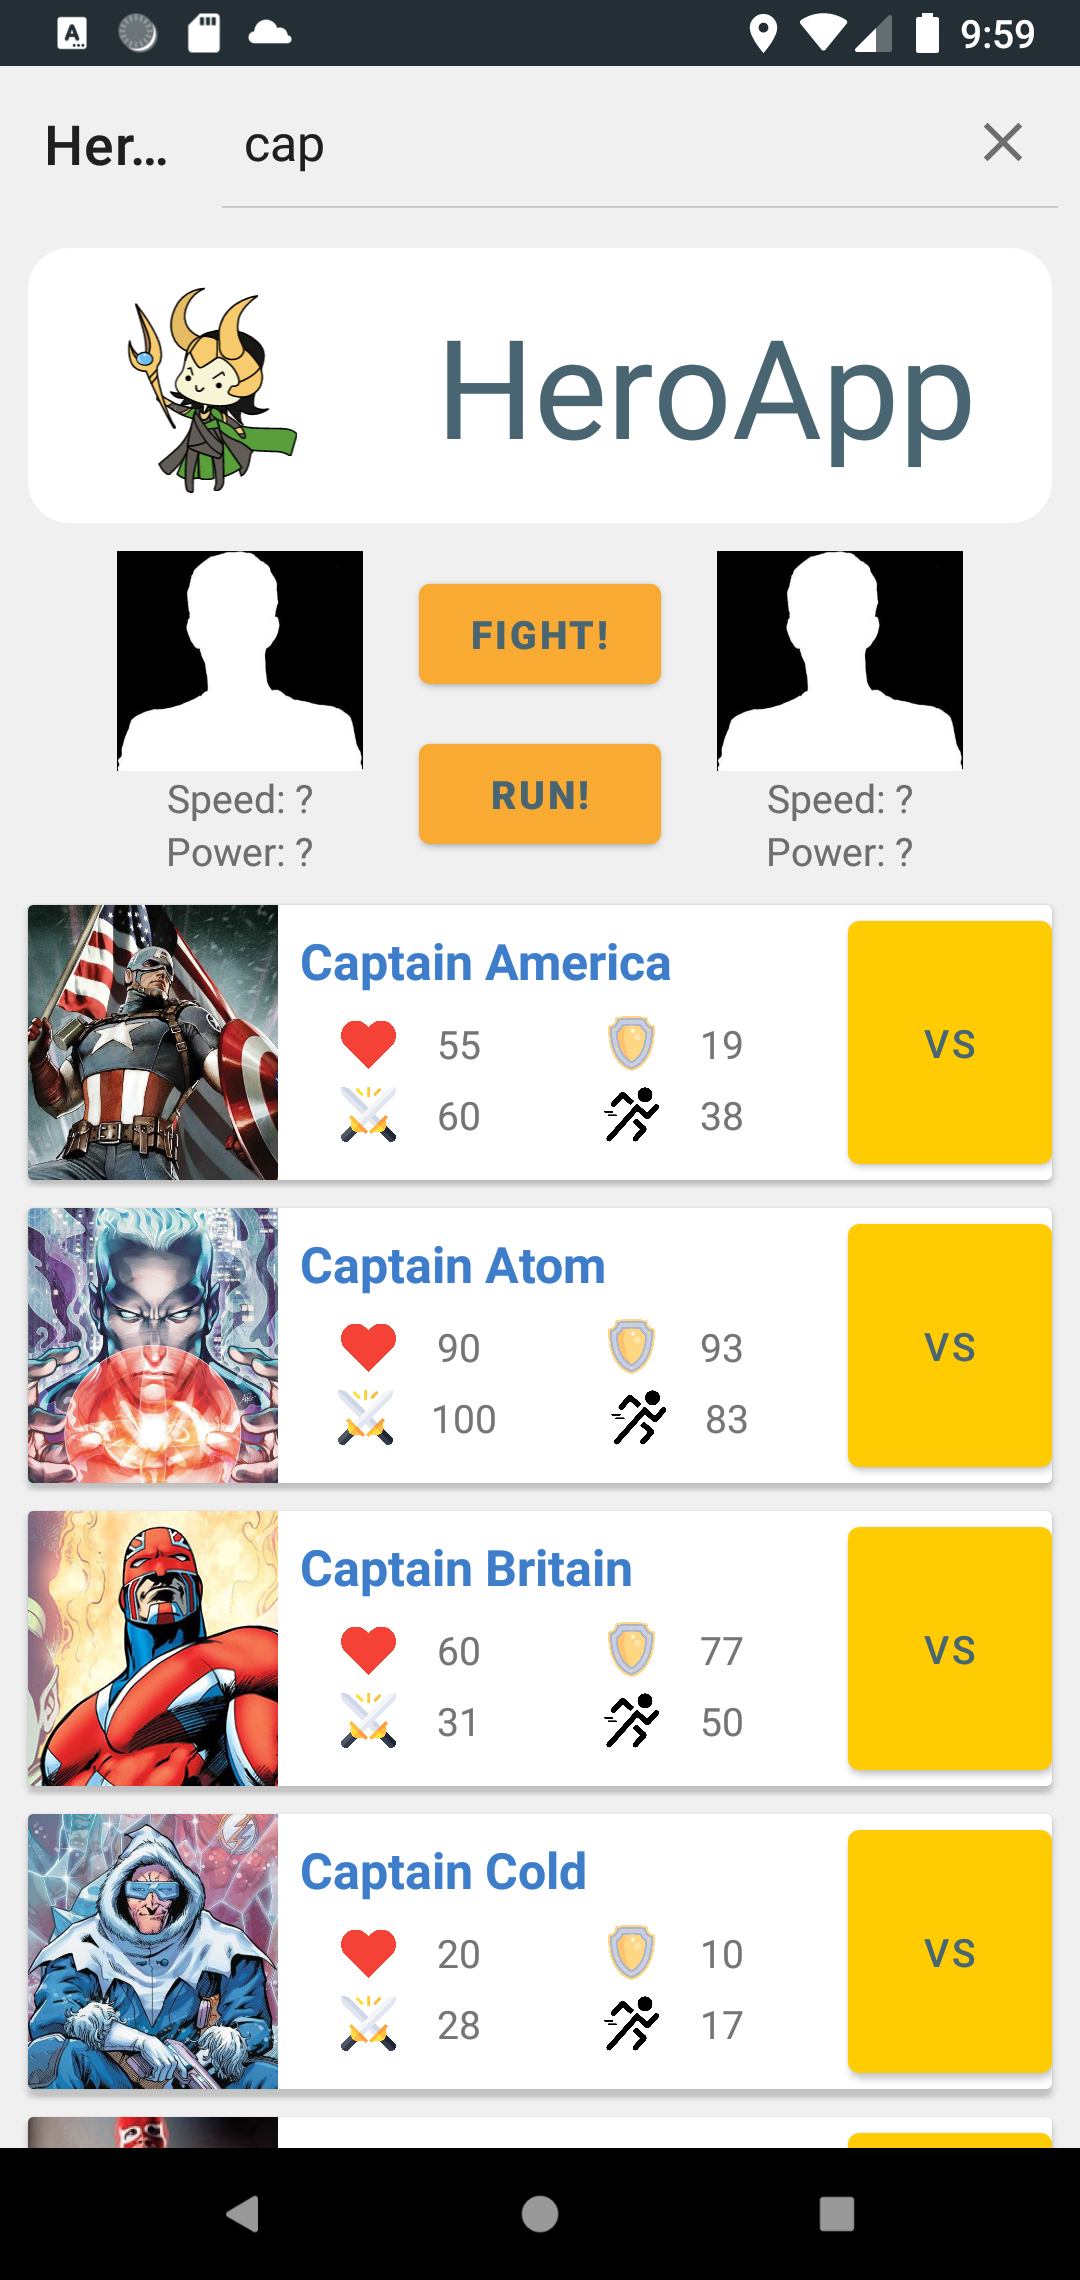 9:59
Her...
cap
HeroApp
FIGHT!
RUN!
Speed: ?
Power: ?
Speed: ?
Power: ?
Captain America
55
19
60
38
VS
Captain Atom
90
93
100
83
VS
Captain Britain
60
77
31
50
VS
Captain Cold
20
10
28
17
VS